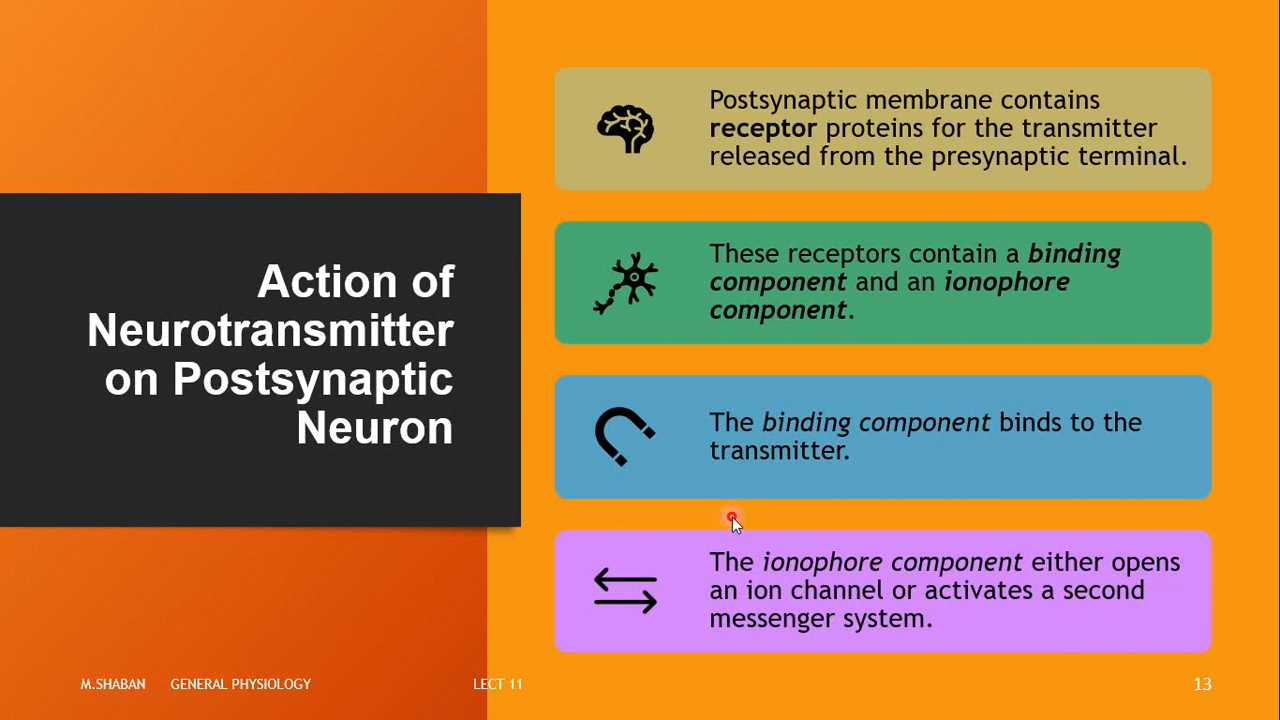 Action of
Neurotransmitter
on Postsynaptic
Neuron
Postsynaptic membrane contains
receptor proteins for the transmitter
released from the presynaptic terminal.
These receptors contain a binding
component and an ionophore
component.
The binding component binds to the
transmitter.
The ionophore component either opens
an ion channel or activates a second
messenger system.
M.SHABAN GENERAL PHYSIOLOGY LECT 11 13